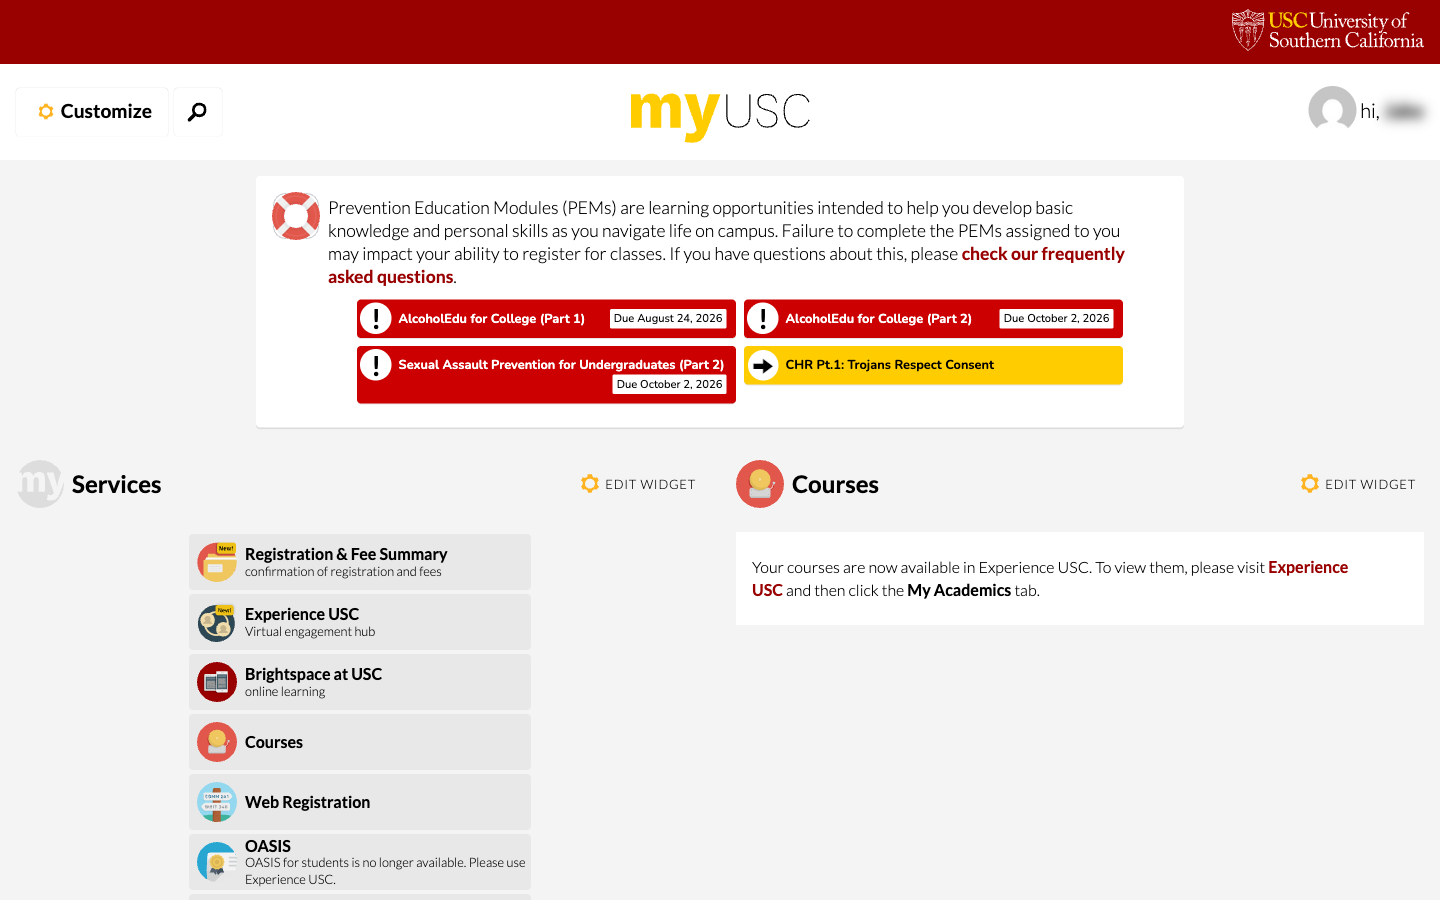 USC University of
Southern California
Customize
my USC
hi,
Prevention Education Modules (PEMs) are learning opportunities intended to help you develop basic
knowledge and personal skills as you navigate life on campus. Failure to complete the PEMs assigned to you
may impact your ability to register for classes. If you have questions about this, please check our frequently
asked questions.
AlcoholEdu for College (Part 1) Due August 24, 2026
AlcoholEdu for College (Part 2) Due October 2, 2026
Sexual Assault Prevention for Undergraduates (Part 2)
Due October 2, 2026
CHR Pt.1: Trojans Respect Consent
my Services
EDIT WIDGET
New!
Registration & Fee Summary
confirmation of registration and fees
New!
Experience USC
Virtual engagement hub
Brightspace at USC
online learning
Courses
Web Registration
OASIS
OASIS for students is no longer available. Please use
Experience USC.
Courses
EDIT WIDGET
Your courses are now available in Experience USC. To view them, please visit Experience
USC and then click the My Academics tab.